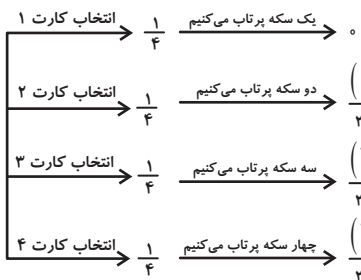 انتخاب کارت ۱ ۱/۴ یک سکه پرتاب می‌کنیم ۰
انتخاب کارت ۲ ۱/۴ دو سکه پرتاب می‌کنیم
انتخاب کارت ۳ ۱/۴ سه سکه پرتاب می‌کنیم
انتخاب کارت ۴ ۱/۴ چهار سکه پرتاب می‌کنیم